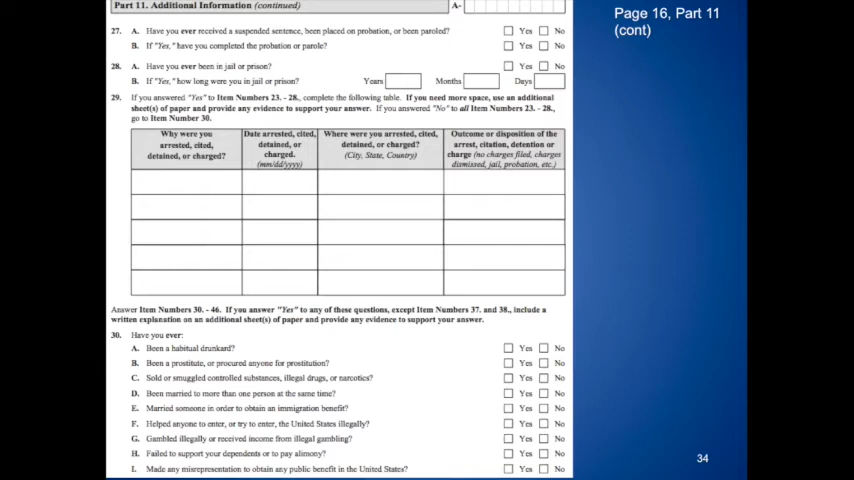 Part 11. Additional Information (continued)
A-
Page 16, Part 11
(cont)
27. A. Have you ever received a suspended sentence, been placed on probation, or been paroled? Yes No
B. If "Yes," have you completed the probation or parole? Yes No
28. A. Have you ever been in jail or prison? Yes No
B. If "Yes," how long were you in jail or prison? Years Months Days
29. If you answered "Yes" to Item Numbers 23. - 28., complete the following table. If you need more space, use an additional
sheet(s) of paper and provide any evidence to support your answer. If you answered "No" to all Item Numbers 23. - 28.,
go to Item Number 30.
Why were you
arrested, cited,
detained, or charged?
Date arrested, cited,
detained, or
charged.
(mm/dd/yyyy)
Where were you arrested, cited,
detained, or charged?
(City, State, Country)
Outcome or disposition of the
arrest, citation, detention or
charge (no charges filed, charges
dismissed, jail, probation, etc.)
Answer Item Numbers 30. - 46. If you answer "Yes" to any of these questions, except Item Numbers 37. and 38., include a
written explanation on an additional sheet(s) of paper and provide any evidence to support your answer.
30. Have you ever:
A. Been a habitual drunkard? Yes No
B. Been a prostitute, or procured anyone for prostitution? Yes No
C. Sold or smuggled controlled substances, illegal drugs, or narcotics? Yes No
D. Been married to more than one person at the same time? Yes No
E. Married someone in order to obtain an immigration benefit? Yes No
F. Helped anyone to enter, or try to enter, the United States illegally? Yes No
G. Gambled illegally or received income from illegal gambling? Yes No
H. Failed to support your dependents or to pay alimony? Yes No
I. Made any misrepresentation to obtain any public benefit in the United States? Yes No
34